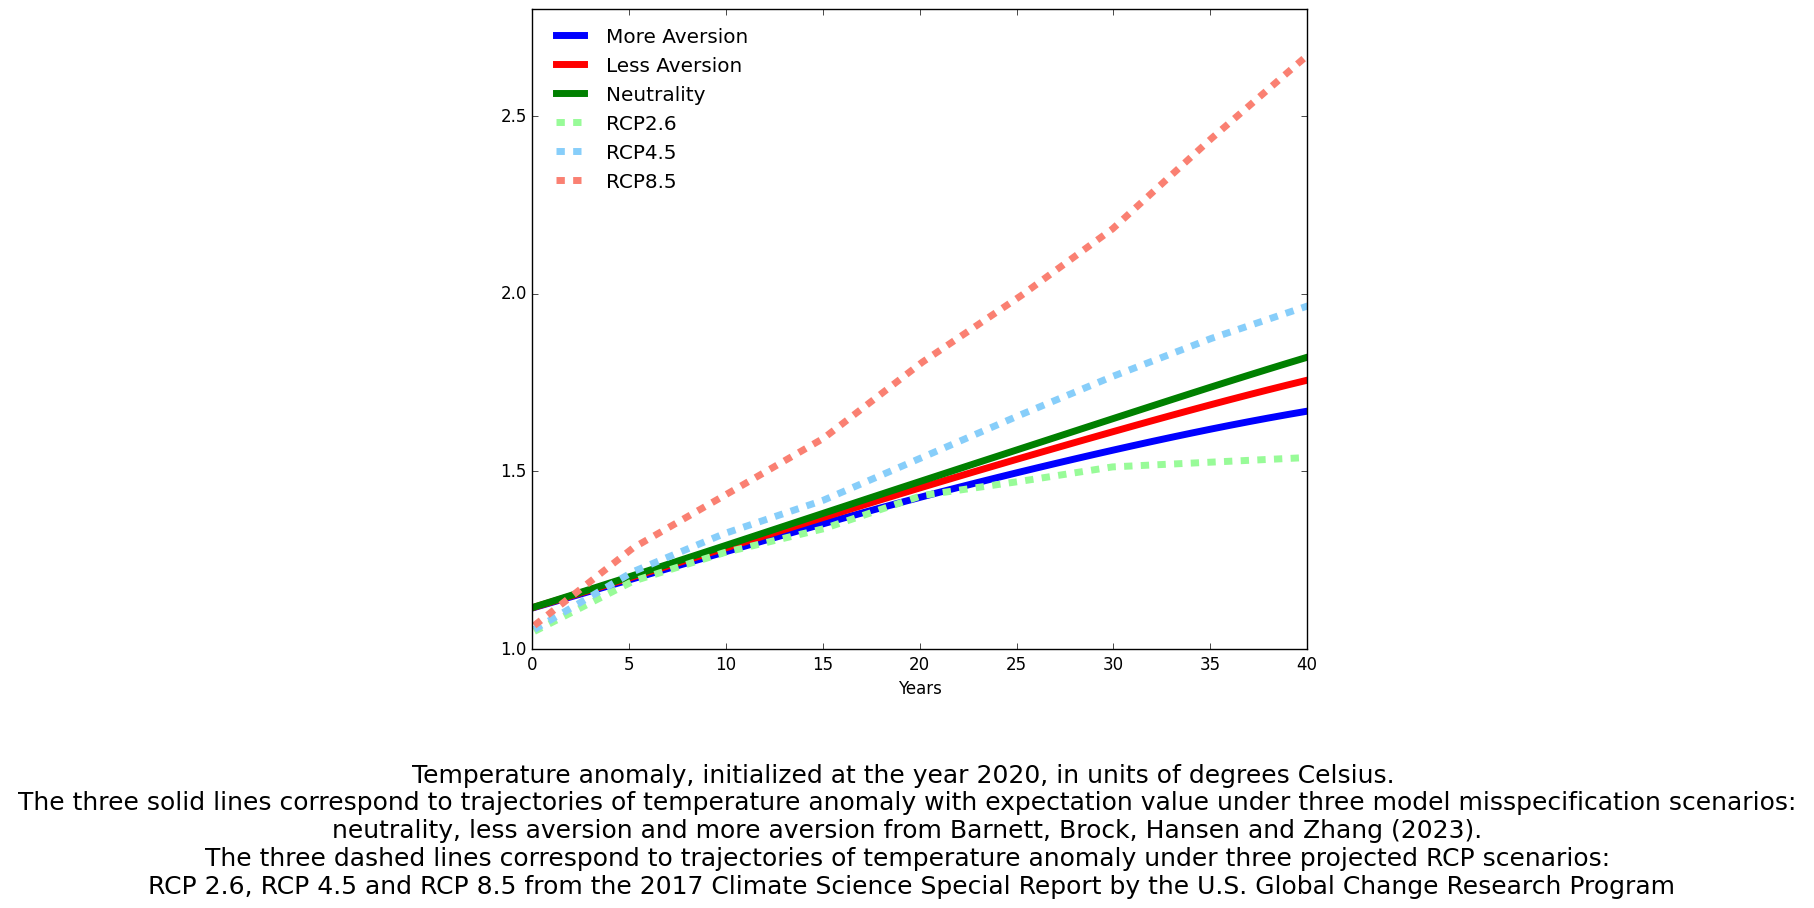 More Aversion
Less Aversion
Neutrality
RCP2.6
RCP4.5
RCP8.5
2.5
2.0
1.5
1.0
0 5 10 15 20 25 30 35 40
Years
Temperature anomaly, initialized at the year 2020, in units of degrees Celsius.
The three solid lines correspond to trajectories of temperature anomaly with expectation value under three model misspecification scenarios:
neutrality, less aversion and more aversion from Barnett, Brock, Hansen and Zhang (2023).
The three dashed lines correspond to trajectories of temperature anomaly under three projected RCP scenarios:
RCP 2.6, RCP 4.5 and RCP 8.5 from the 2017 Climate Science Special Report by the U.S. Global Change Research Program